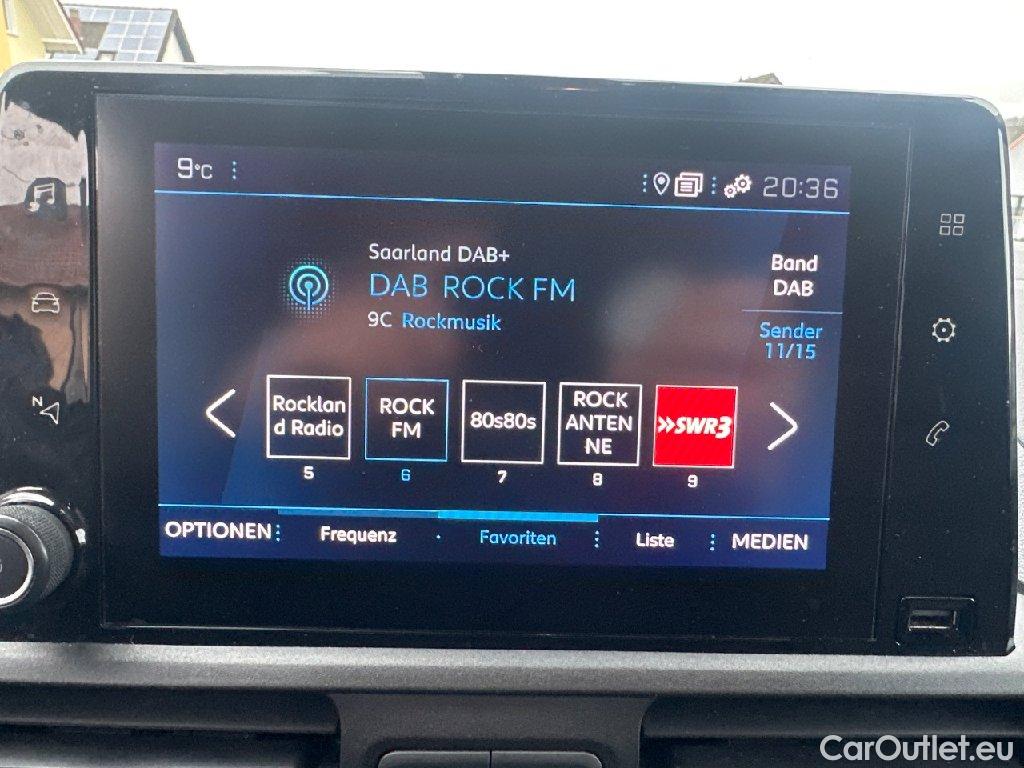 9°C
20:36
Saarland DAB+
DAB ROCK FM
9C Rockmusik
Band
DAB
Sender
11/15
N
Rocklan
d Radio
ROCK
FM
80s80s
ROCK
ANTEN
NE
»SWR3
5
6
7
8
9
OPTIONEN
Frequenz
Favoriten
Liste
MEDIEN
CarOutlet.eu